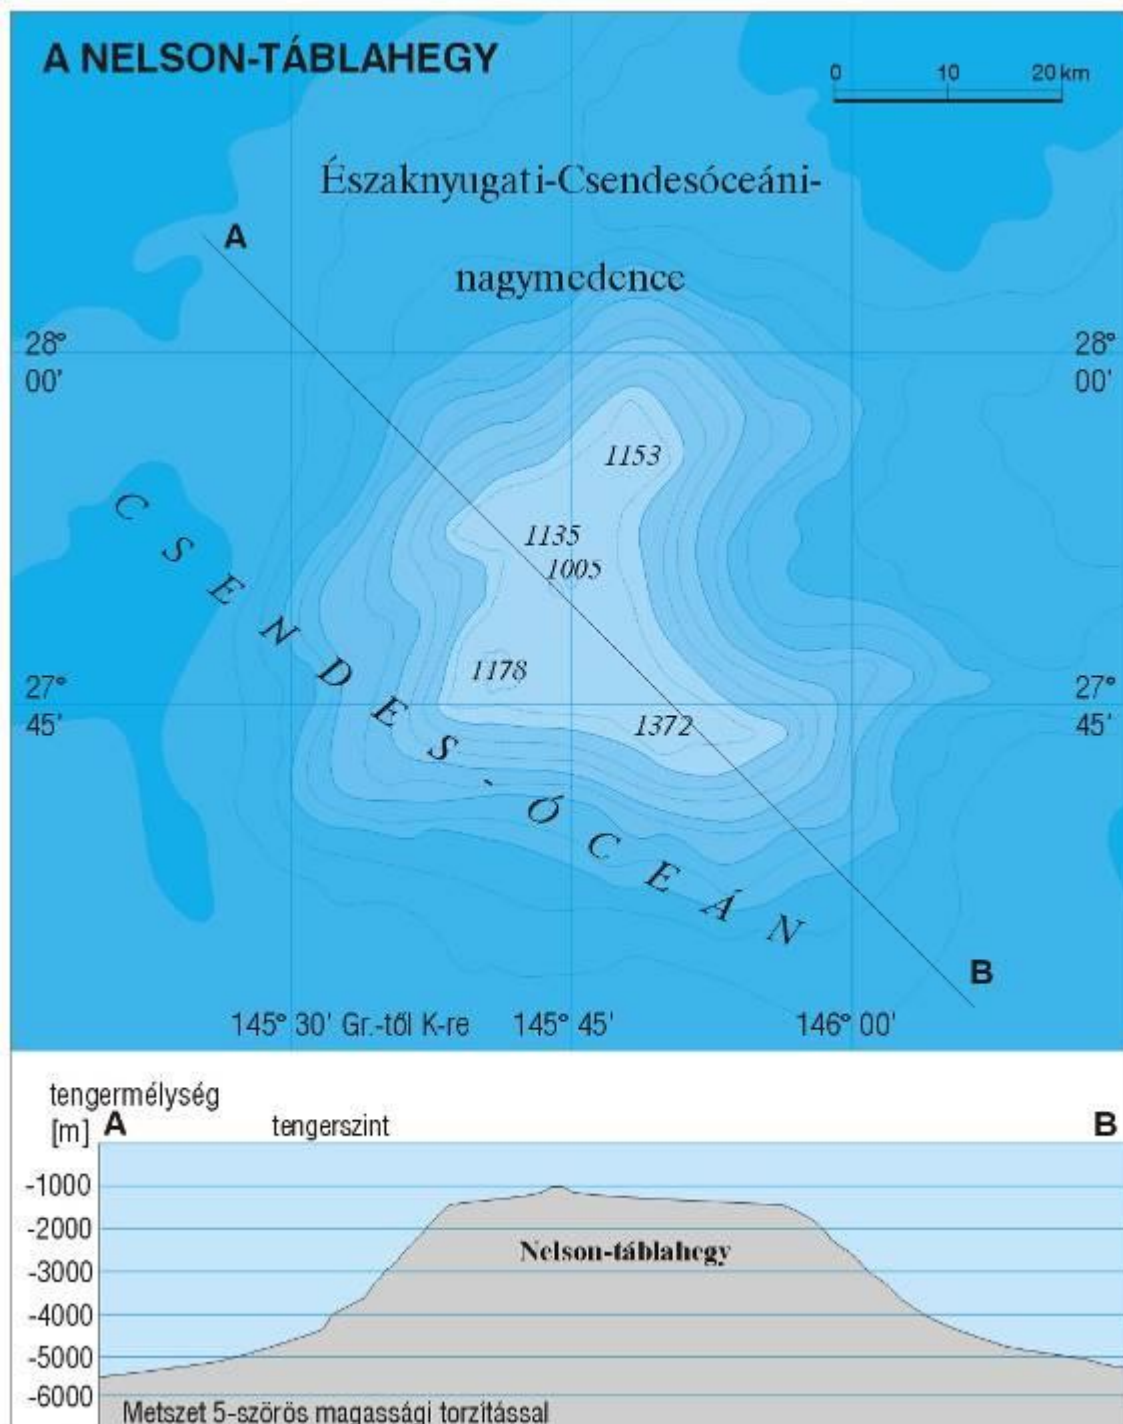 A NELSON-TÁBLAHEGY
0 10 20 km
Északnyugati-Csendesóceáni-
nagymedence
A
28°
00'
28°
00'
1153
1135
1005
1178
1372
CSENDES-ÓCEÁN
27°
45'
27°
45'
B
145° 30' Gr.-től K-re 145° 45' 146° 00'
tengermélység
[m] A tengerszint B
-1000
-2000
Nelson-táblahegy
-3000
-4000
-5000
-6000
Metszet 5-szörös magassági torzítással